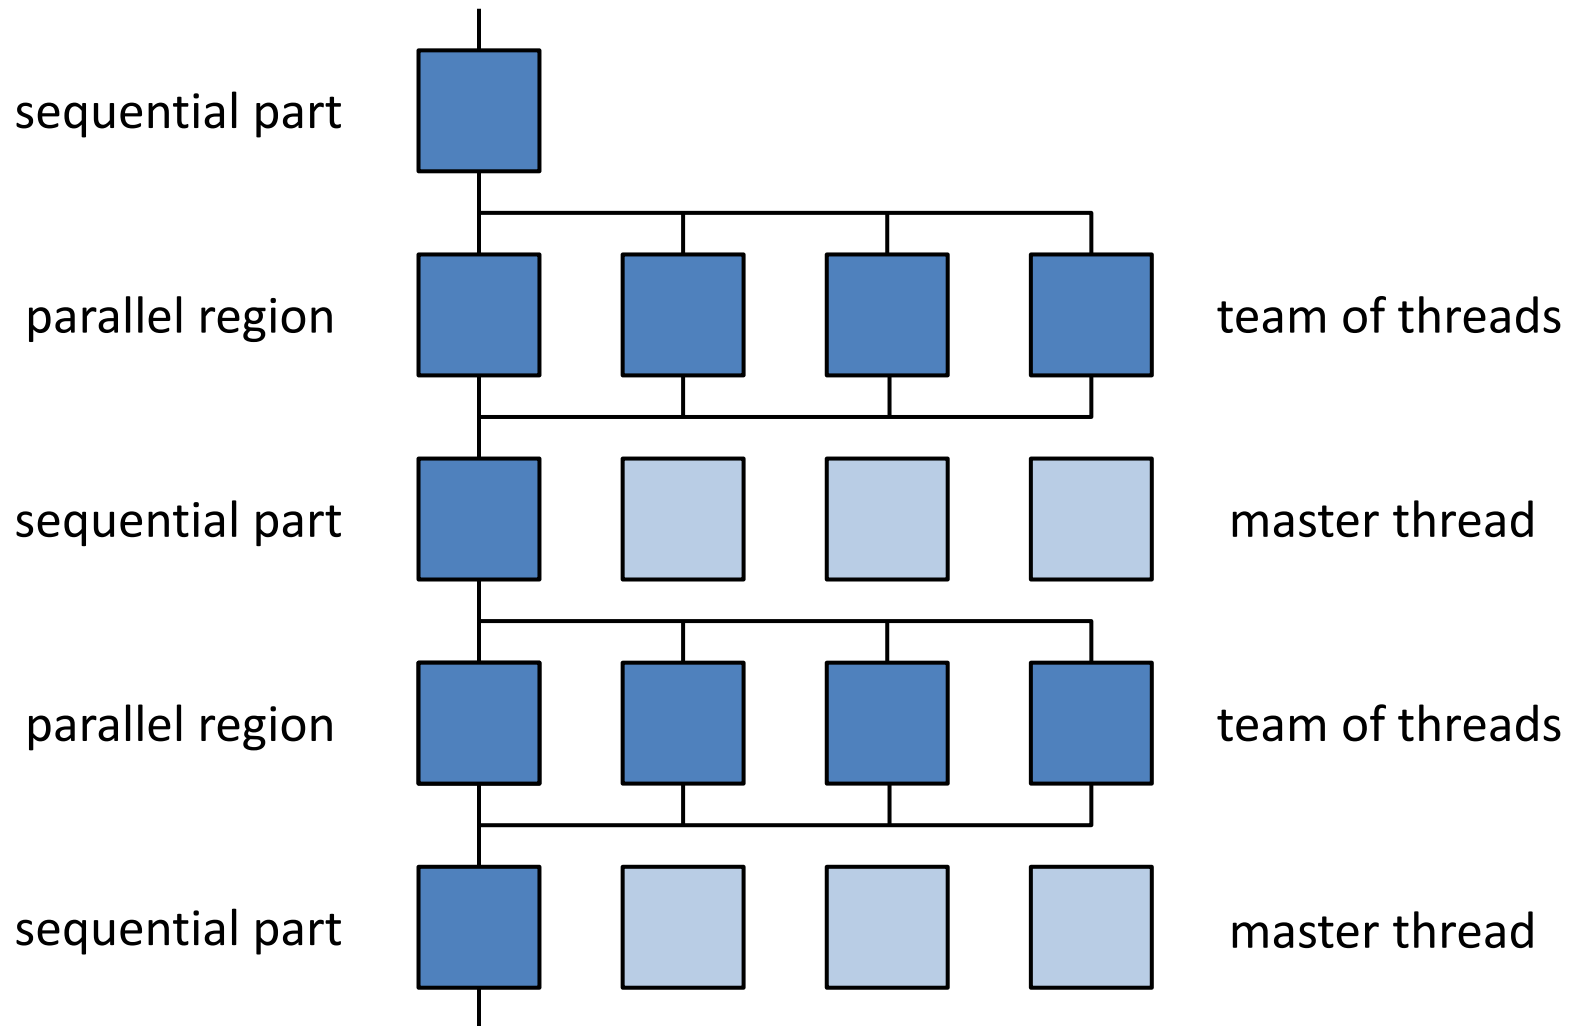 sequential part
parallel region
team of threads
sequential part
master thread
parallel region
team of threads
sequential part
master thread